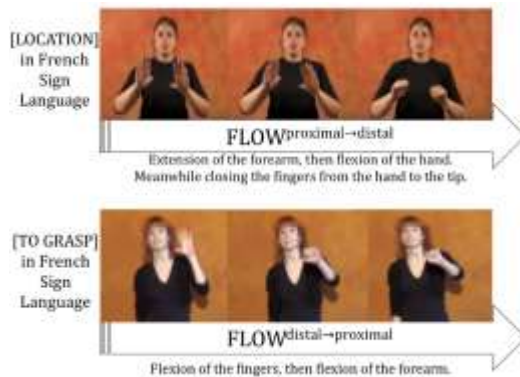 [LOCATION]
in French
Sign
Language
FLOWproximal→distal
Extension of the forearm, then flexion of the hand.
Meanwhile closing the fingers from the hand to the tip.
[TO GRASP]
in French
Sign
Language
FLOWdistal→proximal
Flexion of the fingers, then flexion of the forearm.